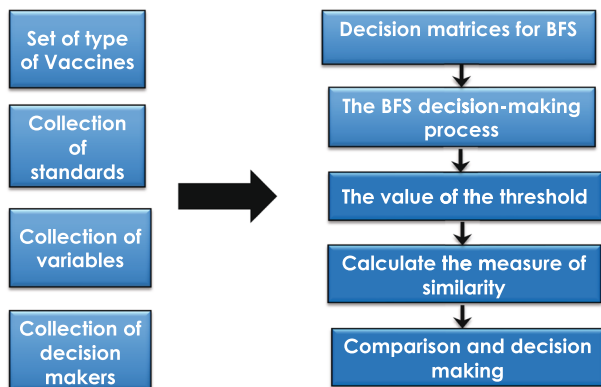 Set of type
of Vaccines
Collection
of
standards
Collection of
variables
Collection of
decision
makers
Decision matrices for BFS
The BFS decision-making
process
The value of the threshold
Calculate the measure of
similarity
Comparison and decision
making